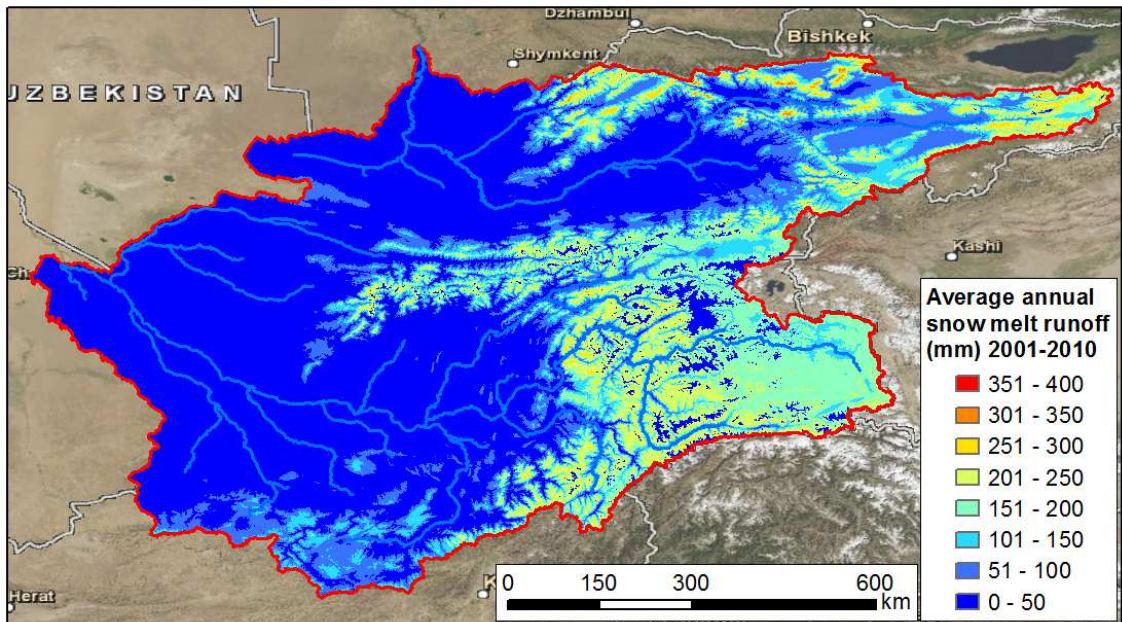 Dzhambul
Bishkek
Shymkent
UZBEKISTAN
Kashi
Ch
Average annual
snow melt runoff
(mm) 2001-2010
351 - 400
301 - 350
251 - 300
201 - 250
151 - 200
101 - 150
51 - 100
0 - 50
K
0 150 300 600
km
Herat